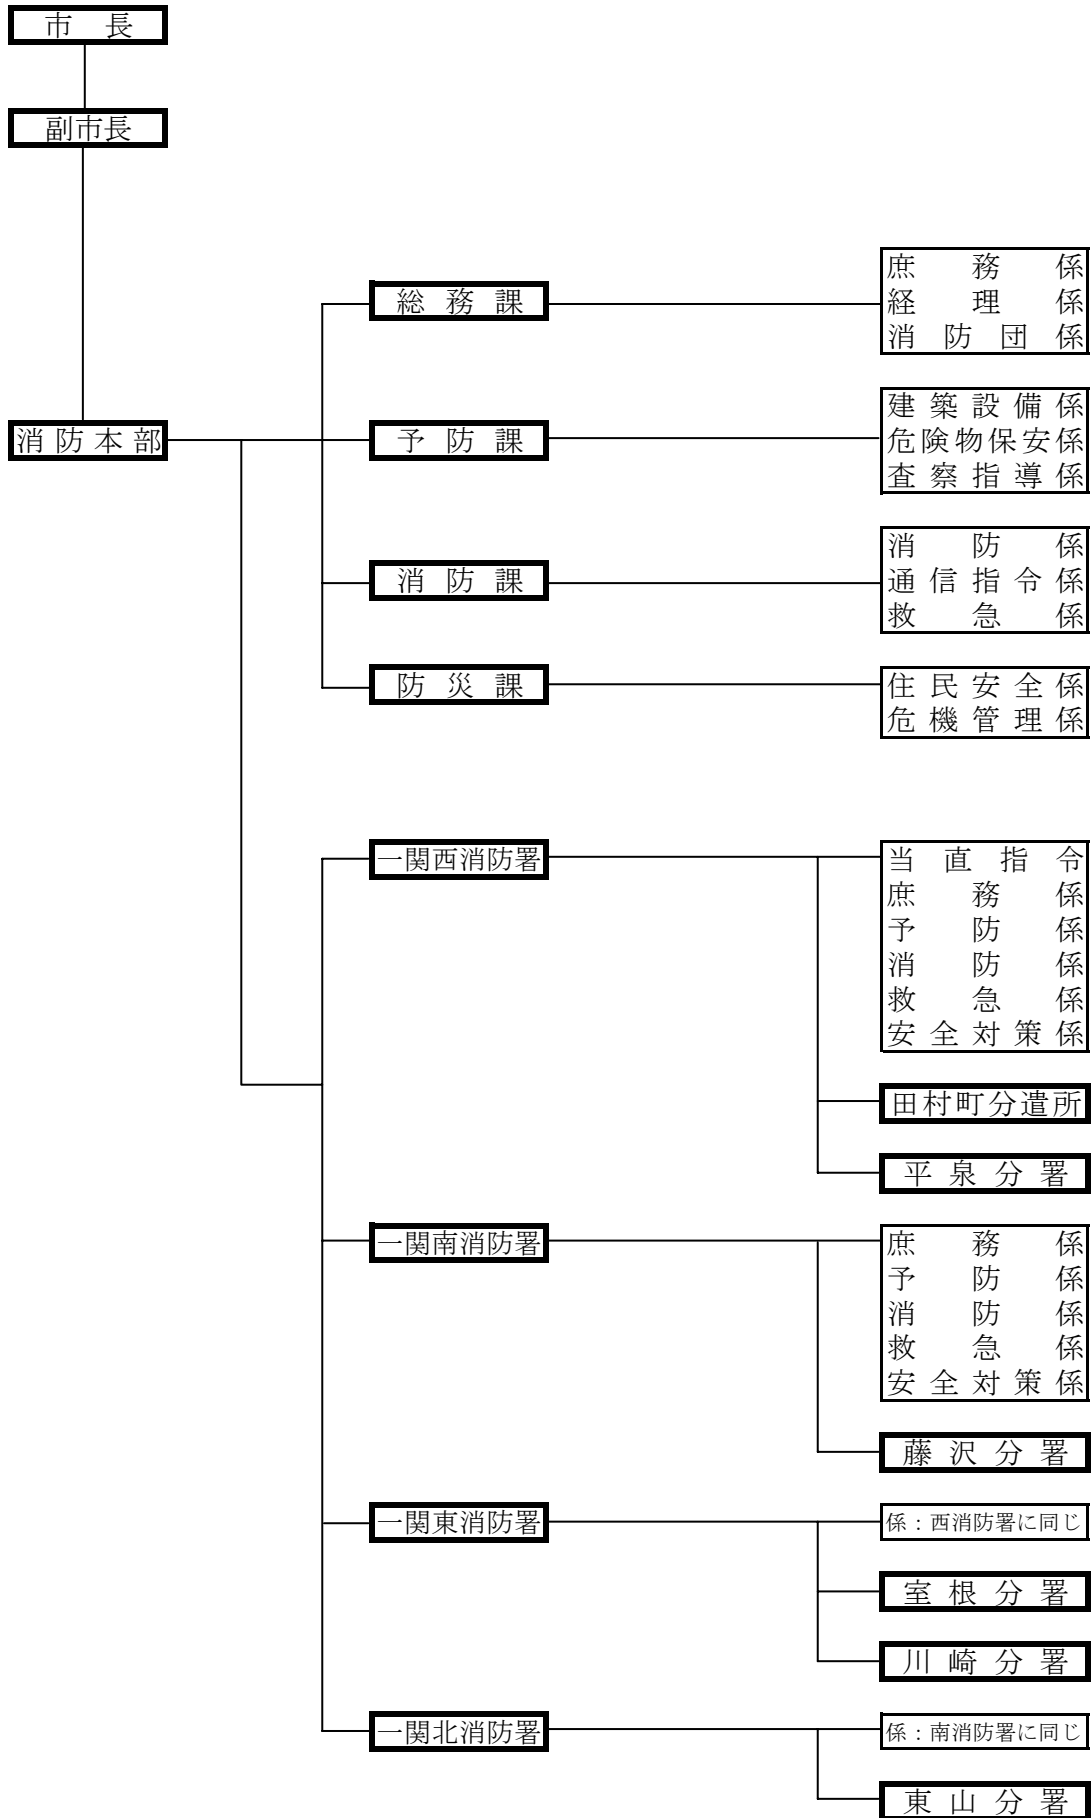 市長
副市長
消防本部
総務課
庶務係
経理係
消防団係
予防課
建築設備係
危険物保安係
査察指導係
消防課
消防係
通信指令係
救急係
防災課
住民安全係
危機管理係
一関西消防署
当直指令
庶務係
予防係
消防係
救急係
安全対策係
田村町分遣所
平泉分署
一関南消防署
庶務係
予防係
消防係
救急係
安全対策係
藤沢分署
一関東消防署
係：西消防署に同じ
室根分署
川崎分署
一関北消防署
係：南消防署に同じ
東山分署